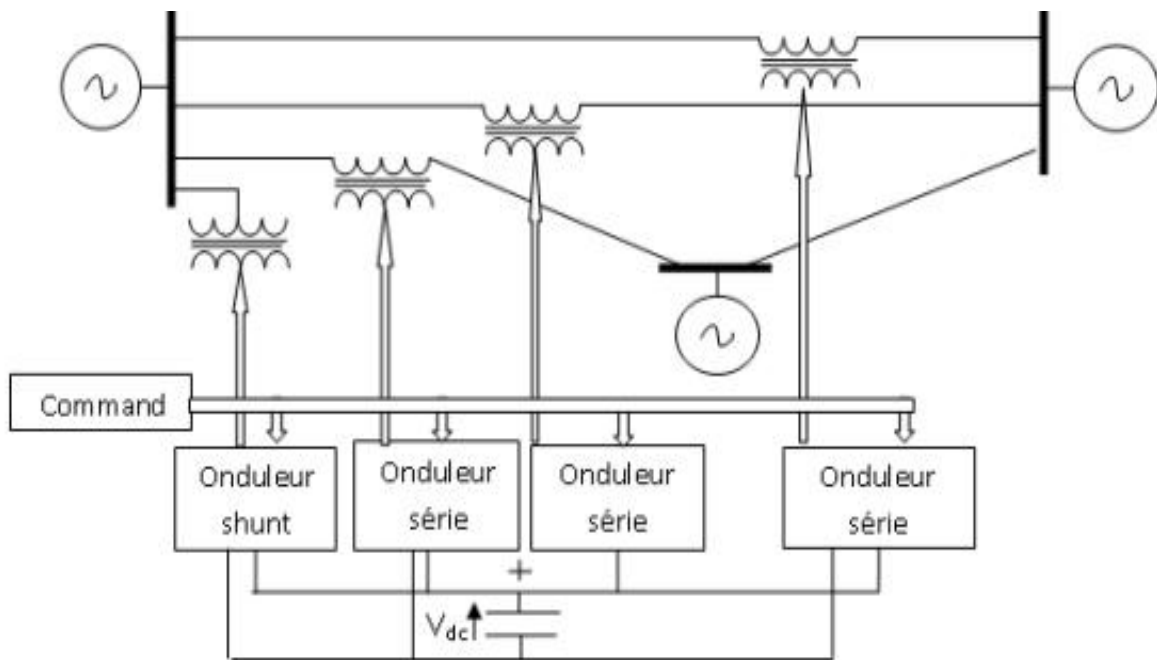 Command
Onduleur
shunt
Onduleur
série
Onduleur
série
Onduleur
série
+
Vdc